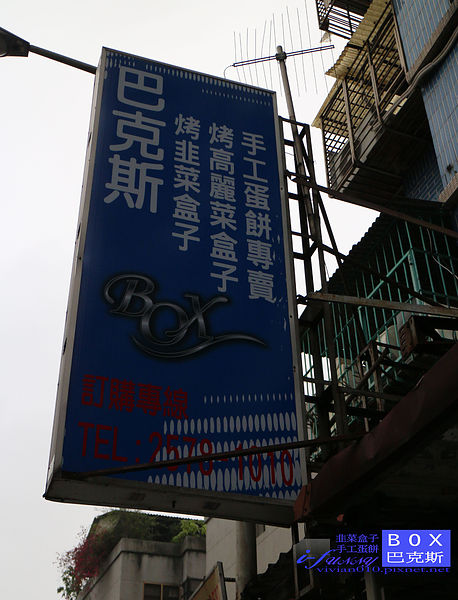 手工蛋餅專賣
烤高麗菜盒子
烤韭菜盒子
巴克斯
BOX
訂購專線
TEL:2578-1010
韭菜盒子
手工蛋餅
BOX
巴克斯
vivian010.pixnet.net